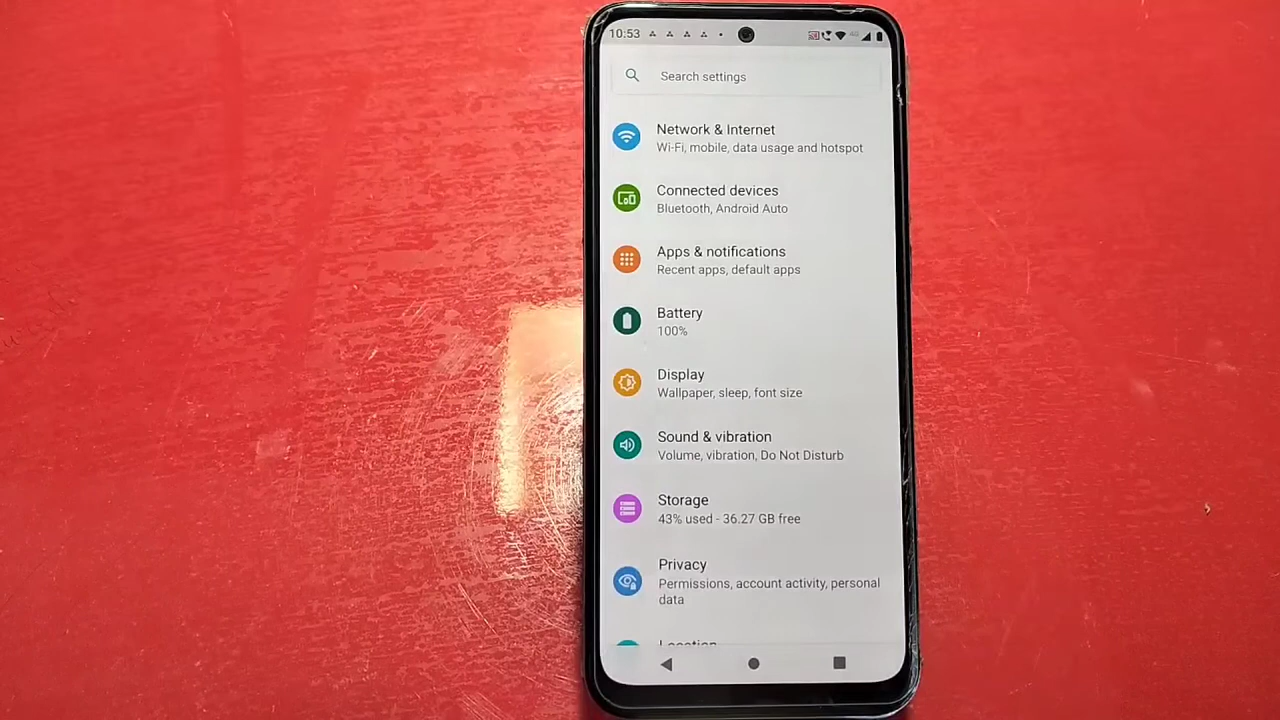 10:53
4G
Search settings
Network & Internet
Wi-Fi, mobile, data usage and hotspot
Connected devices
Bluetooth, Android Auto
Apps & notifications
Recent apps, default apps
Battery
100%
Display
Wallpaper, sleep, font size
Sound & vibration
Volume, vibration, Do Not Disturb
Storage
43% used - 36.27 GB free
Privacy
Permissions, account activity, personal
data
Location